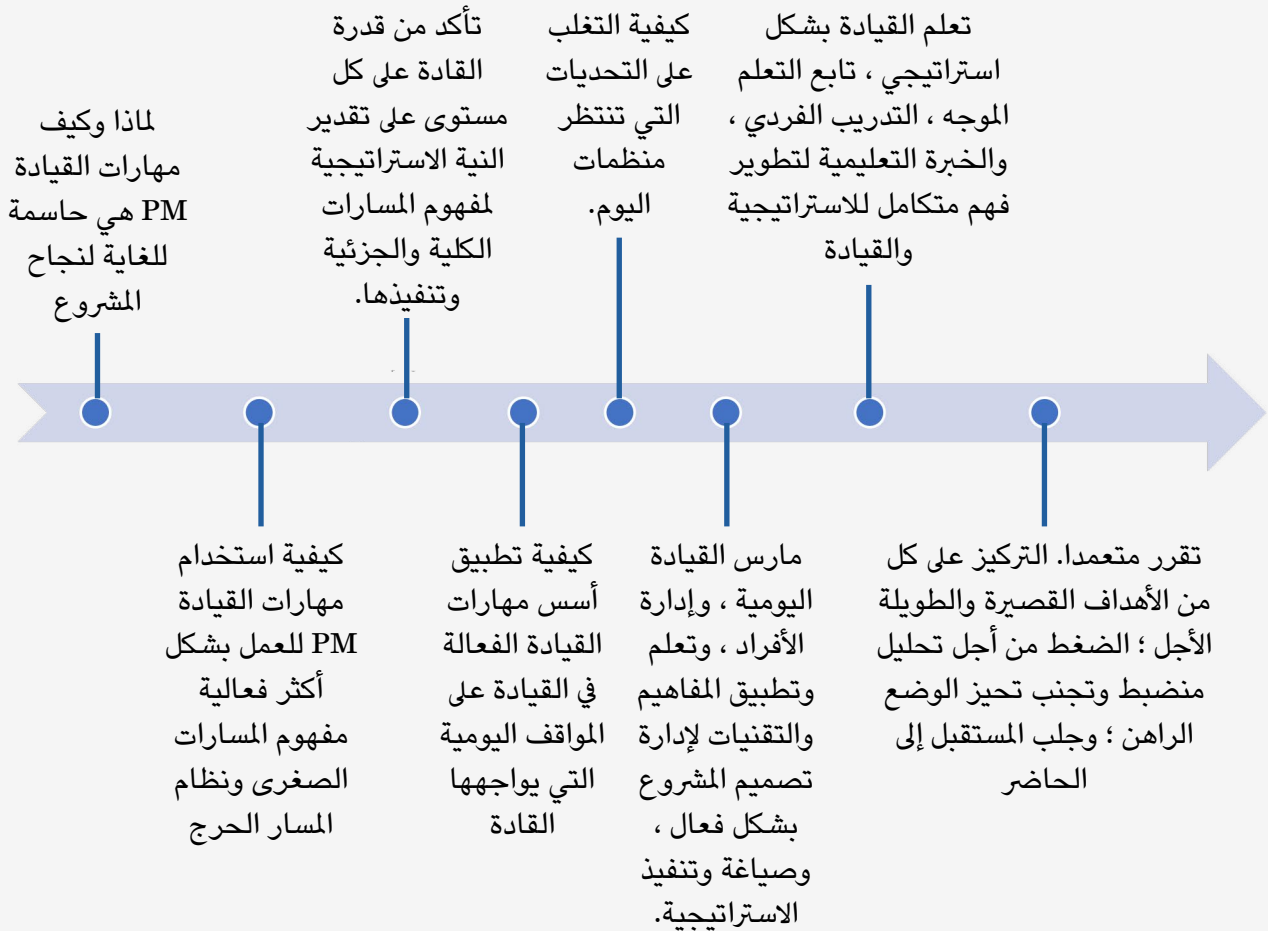 لماذا وكيف
مهارات القيادة
PM هي حاسمة
للغاية لنجاح
المشروع
كيفية استخدام
مهارات القيادة
PM للعمل بشكل
أكثر فعالية
مفهوم المسارات
الصغرى ونظام
المسار الحرج
تأكد من قدرة
القادة على كل
مستوى على تقدير
النية الاستراتيجية
لمفهوم المسارات
الكلية والجزئية
وتنفيذها.
كيفية تطبيق
أسس مهارات
القيادة الفعالة
في القيادة على
المواقف اليومية
التي يواجهها
القادة
كيفية التغلب
على التحديات
التي تنتظر
منظمات
اليوم.
مارس القيادة
اليومية ، وإدارة
الأفراد ، وتعلم
وتطبيق المفاهيم
والتقنيات لإدارة
تصميم المشروع
بشكل فعال ،
وصياغة وتنفيذ
الاستراتيجية.
تعلم القيادة بشكل
استراتيجي ، تابع التعلم
الموجه ، التدريب الفردي ،
والخبرة التعليمية لتطوير
فهم متكامل للاستراتيجية
والقيادة
تقرر متعمدا. التركيز على كل
من الأهداف القصيرة والطويلة
الأجل ؛ الضغط من أجل تحليل
منضبط وتجنب تحيز الوضع
الراهن ؛ وجلب المستقبل إلى
الحاضر